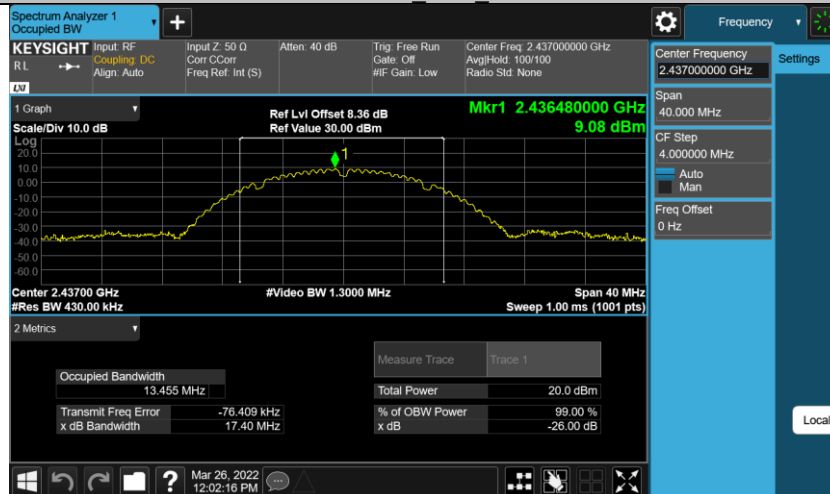 Spectrum Analyzer 1
Occupied BW
Frequency
KEYSIGHT
R L
LXI
Input: RF
Coupling: DC
Align: Auto
Input Z: 50 Ω
Corr CCorr
Freq Ref: Int (S)
Atten: 40 dB
Trig: Free Run
Gate: Off
#IF Gain: Low
Center Freq: 2.437000000 GHz
Avg|Hold: 100/100
Radio Std: None
Center Frequency
2.437000000 GHz
Settings
Span
40.000 MHz
CF Step
4.000000 MHz
Auto
Man
Freq Offset
0 Hz
Local
1 Graph
Scale/Div 10.0 dB
Ref Lvl Offset 8.36 dB
Ref Value 30.00 dBm
Mkr1 2.436480000 GHz
9.08 dBm
Log
20.0
10.0
0.00
-10.0
-20.0
-30.0
-40.0
-50.0
-60.0
1
Center 2.43700 GHz
#Res BW 430.00 kHz
#Video BW 1.3000 MHz
Span 40 MHz
Sweep 1.00 ms (1001 pts)
2 Metrics
Measure Trace Trace 1
Occupied Bandwidth
13.455 MHz
Total Power 20.0 dBm
Transmit Freq Error -76.409 kHz
% of OBW Power 99.00 %
x dB Bandwidth 17.40 MHz
x dB -26.00 dB
?
Mar 26, 2022
12:02:16 PM